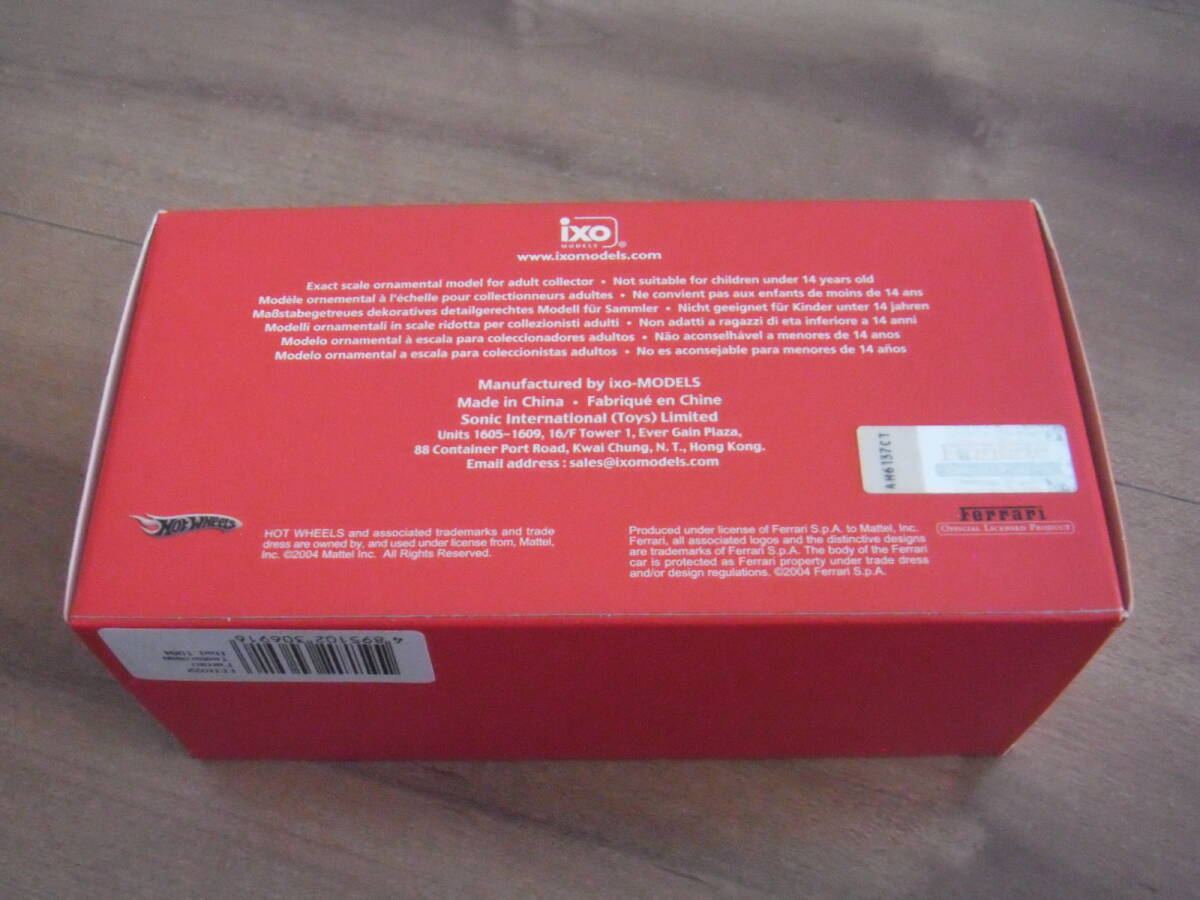 ixo
MODELS ®
www.ixomodels.com
Exact scale ornamental model for adult collector • Not suitable for children under 14 years old
Modèle ornemental à l'échelle pour collectionneurs adultes • Ne convient pas aux enfants de moins de 14 ans
Maßstabegetreues dekoratives detailgerechtes Modell für Sammler • Nicht geeignet für Kinder unter 14 jahren
Modelli ornamentali in scale ridotta per collezionisti adulti • Non adatti a ragazzi di eta inferiore a 14 anni
Modelo ornamental à escala para coleccionadores adultos • Não aconselhável a menores de 14 anos
Modelo ornamental a escala para coleccionistas adultos • No es aconsejable para menores de 14 años
Manufactured by ixo-MODELS
Made in China • Fabriqué en Chine
Sonic International (Toys) Limited
Units 1605-1609, 16/F Tower 1, Ever Gain Plaza,
88 Container Port Road, Kwai Chung, N. T., Hong Kong.
Email address : sales@ixomodels.com
AH6137CT
HOT WHEELS
HOT WHEELS and associated trademarks and trade
dress are owned by, and used under license from, Mattel,
Inc. ©2004 Mattel Inc. All Rights Reserved.
Produced under license of Ferrari S.p.A. to Mattel, Inc.
Ferrari, all associated logos and the distinctive designs
are trademarks of Ferrari S.p.A. The body of the Ferrari
car is protected as Ferrari property under trade dress
and/or design regulations. ©2004 Ferrari S.p.A.
Ferrari
OFFICIAL LICENSED PRODUCT
4 895102 306916
FER022
Ferrari
Testarossa
1984